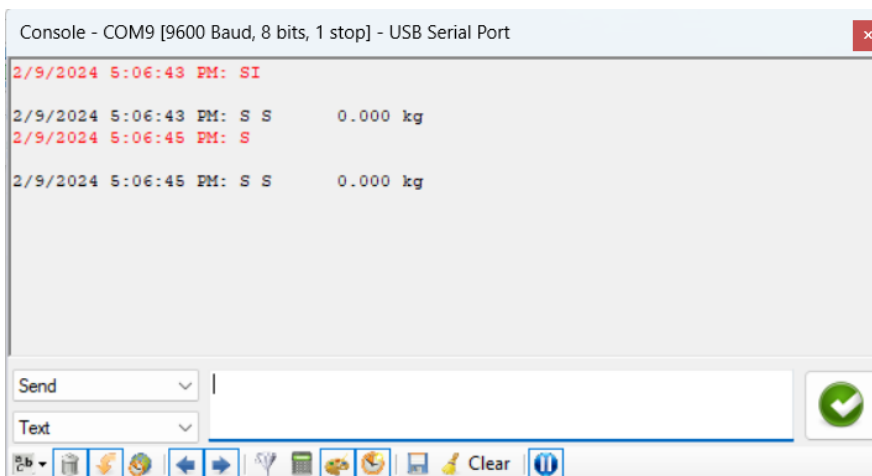 Console - COM9 [9600 Baud, 8 bits, 1 stop] - USB Serial Port
2/9/2024 5:06:43 PM: SI
2/9/2024 5:06:43 PM: S S      0.000 kg
2/9/2024 5:06:45 PM: S
2/9/2024 5:06:45 PM: S S      0.000 kg
Send
Text
Clear